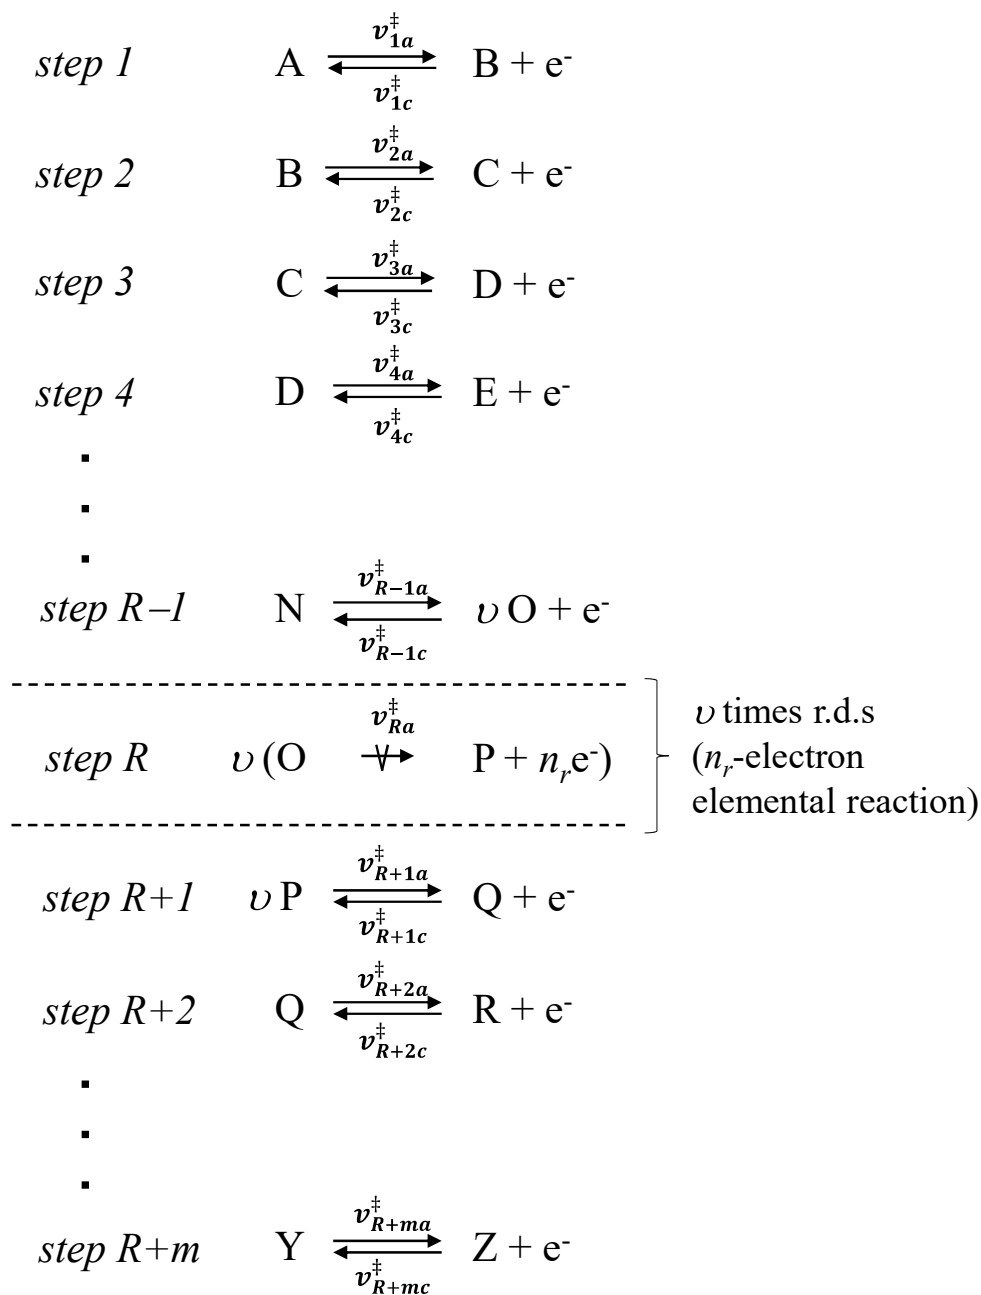 step 1 A v‡1a v‡1c B + e-
step 2 B v‡2a v‡2c C + e-
step 3 C v‡3a v‡3c D + e-
step 4 D v‡4a v‡4c E + e-
step R–1 N v‡R−1a v‡R−1c υ O + e-
step R υ (O v‡Ra P + nre-)
υ times r.d.s
(nr-electron
elemental reaction)
step R+1 υ P v‡R+1a v‡R+1c Q + e-
step R+2 Q v‡R+2a v‡R+2c R + e-
step R+m Y v‡R+ma v‡R+mc Z + e-